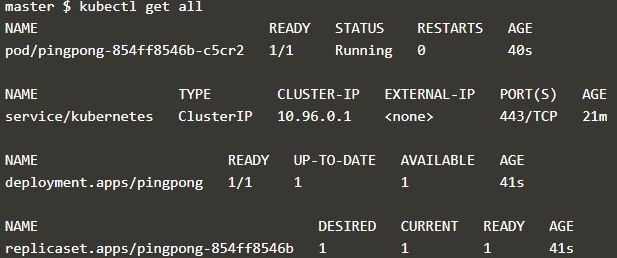 master $ kubectl get all
NAME READY STATUS RESTARTS AGE
pod/pingpong-854ff8546b-c5cr2 1/1 Running 0 40s
NAME TYPE CLUSTER-IP EXTERNAL-IP PORT(S) AGE
service/kubernetes ClusterIP 10.96.0.1 <none> 443/TCP 21m
NAME READY UP-TO-DATE AVAILABLE AGE
deployment.apps/pingpong 1/1 1 1 41s
NAME DESIRED CURRENT READY AGE
replicaset.apps/pingpong-854ff8546b 1 1 1 41s